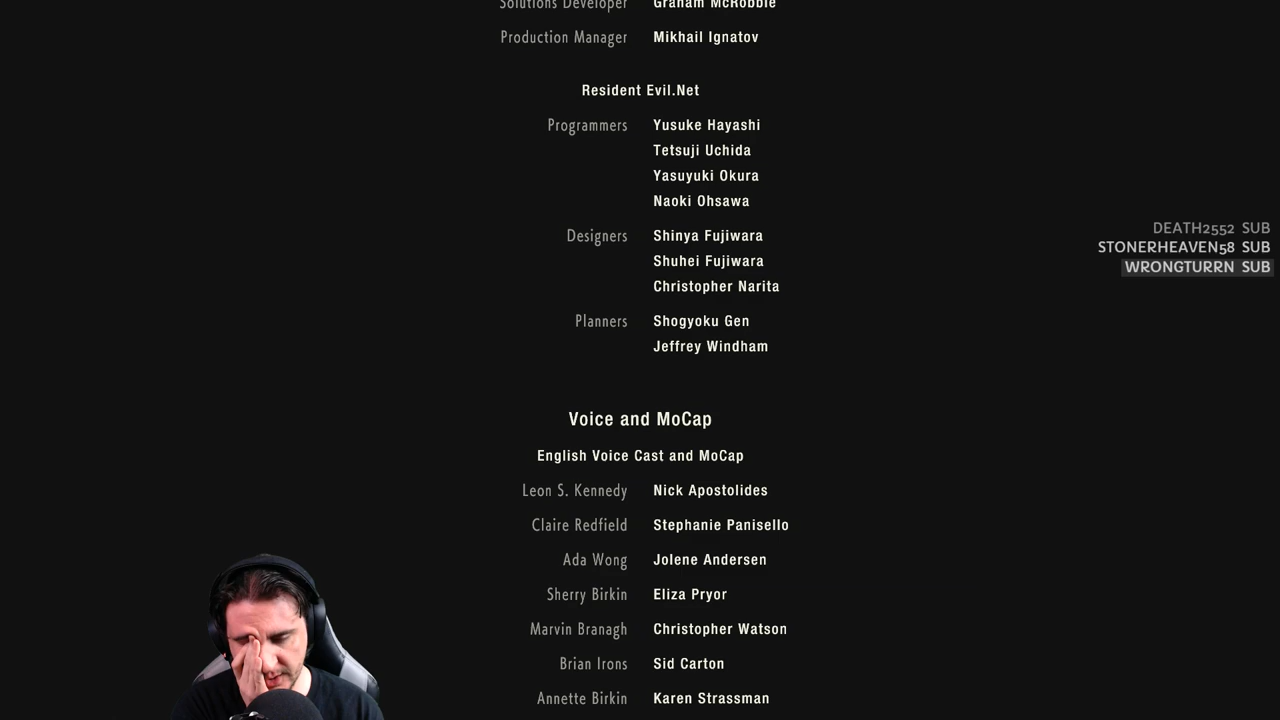 Solutions Developer Graham McRobbie
Production Manager Mikhail Ignatov
Resident Evil.Net
Programmers Yusuke Hayashi
Tetsuji Uchida
Yasuyuki Okura
Naoki Ohsawa
Designers Shinya Fujiwara
Shuhei Fujiwara
Christopher Narita
Planners Shogyoku Gen
Jeffrey Windham
DEATH2552 SUB
STONERHEAVEN58 SUB
WRONGTURRN SUB
Voice and MoCap
English Voice Cast and MoCap
Leon S. Kennedy Nick Apostolides
Claire Redfield Stephanie Panisello
Ada Wong Jolene Andersen
Sherry Birkin Eliza Pryor
Marvin Branagh Christopher Watson
Brian Irons Sid Carton
Annette Birkin Karen Strassman